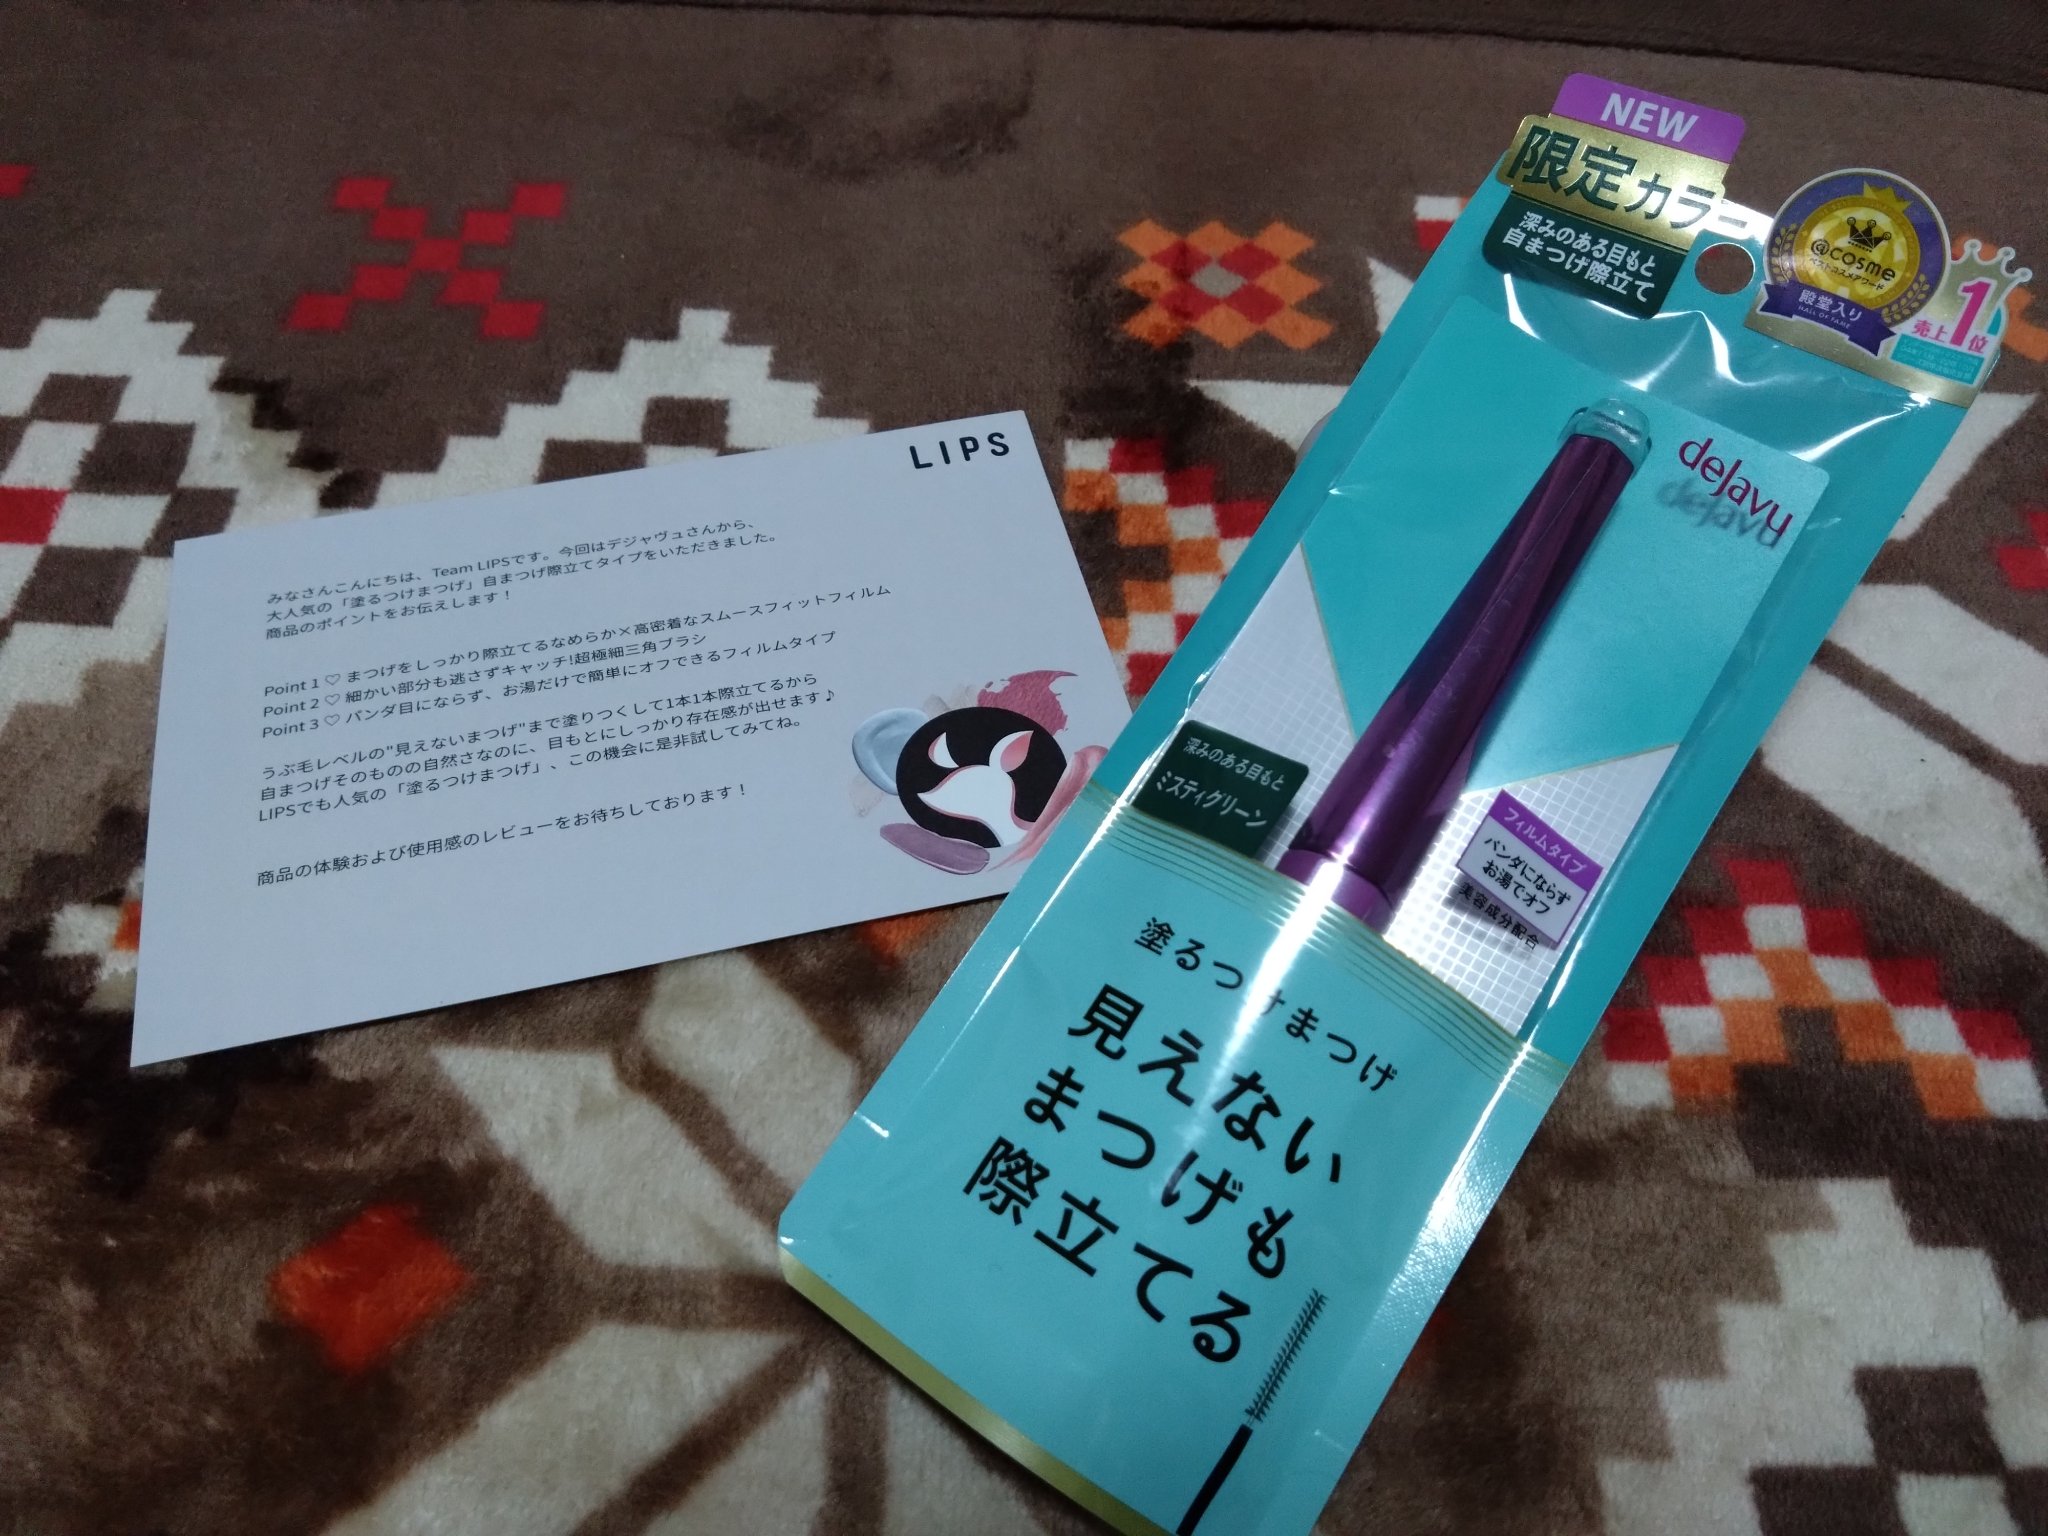 LIPS
みなさんこんにちは、Team LIPSです。今回はデジャヴュさんから、
大人気の「塗るつけまつげ」自まつげ際立てタイプをいただきました。
商品のポイントをお伝えします！
Point 1 ♡ まつげをしっかり際立てるなめらか×高密着なスムースフィットフィルム
Point 2 ♡ 細かい部分も逃さずキャッチ!超極細三角ブラシ
Point 3 ♡ パンダ目にならず、お湯だけで簡単にオフできるフィルムタイプ
うぶ毛レベルの"見えないまつげ"まで塗りつくして1本1本際立てるから
自まつげそのものの自然さなのに、目もとにしっかり存在感が出せます♪
LIPSでも人気の「塗るつけまつげ」、この機会に是非試してみてね。
商品の体験および使用感のレビューをお待ちしております！
NEW
限定カラー
深みのある目もと
自まつげ際立て
@cosme
ベストコスメアワード
殿堂入り
HALL OF FAME
売上1位
dejavu
深みのある目もと
ミスティグリーン
フィルムタイプ
パンダにならず
お湯でオフ
美容成分配合
塗るつけまつげ
見えない
まつげも
際立てる